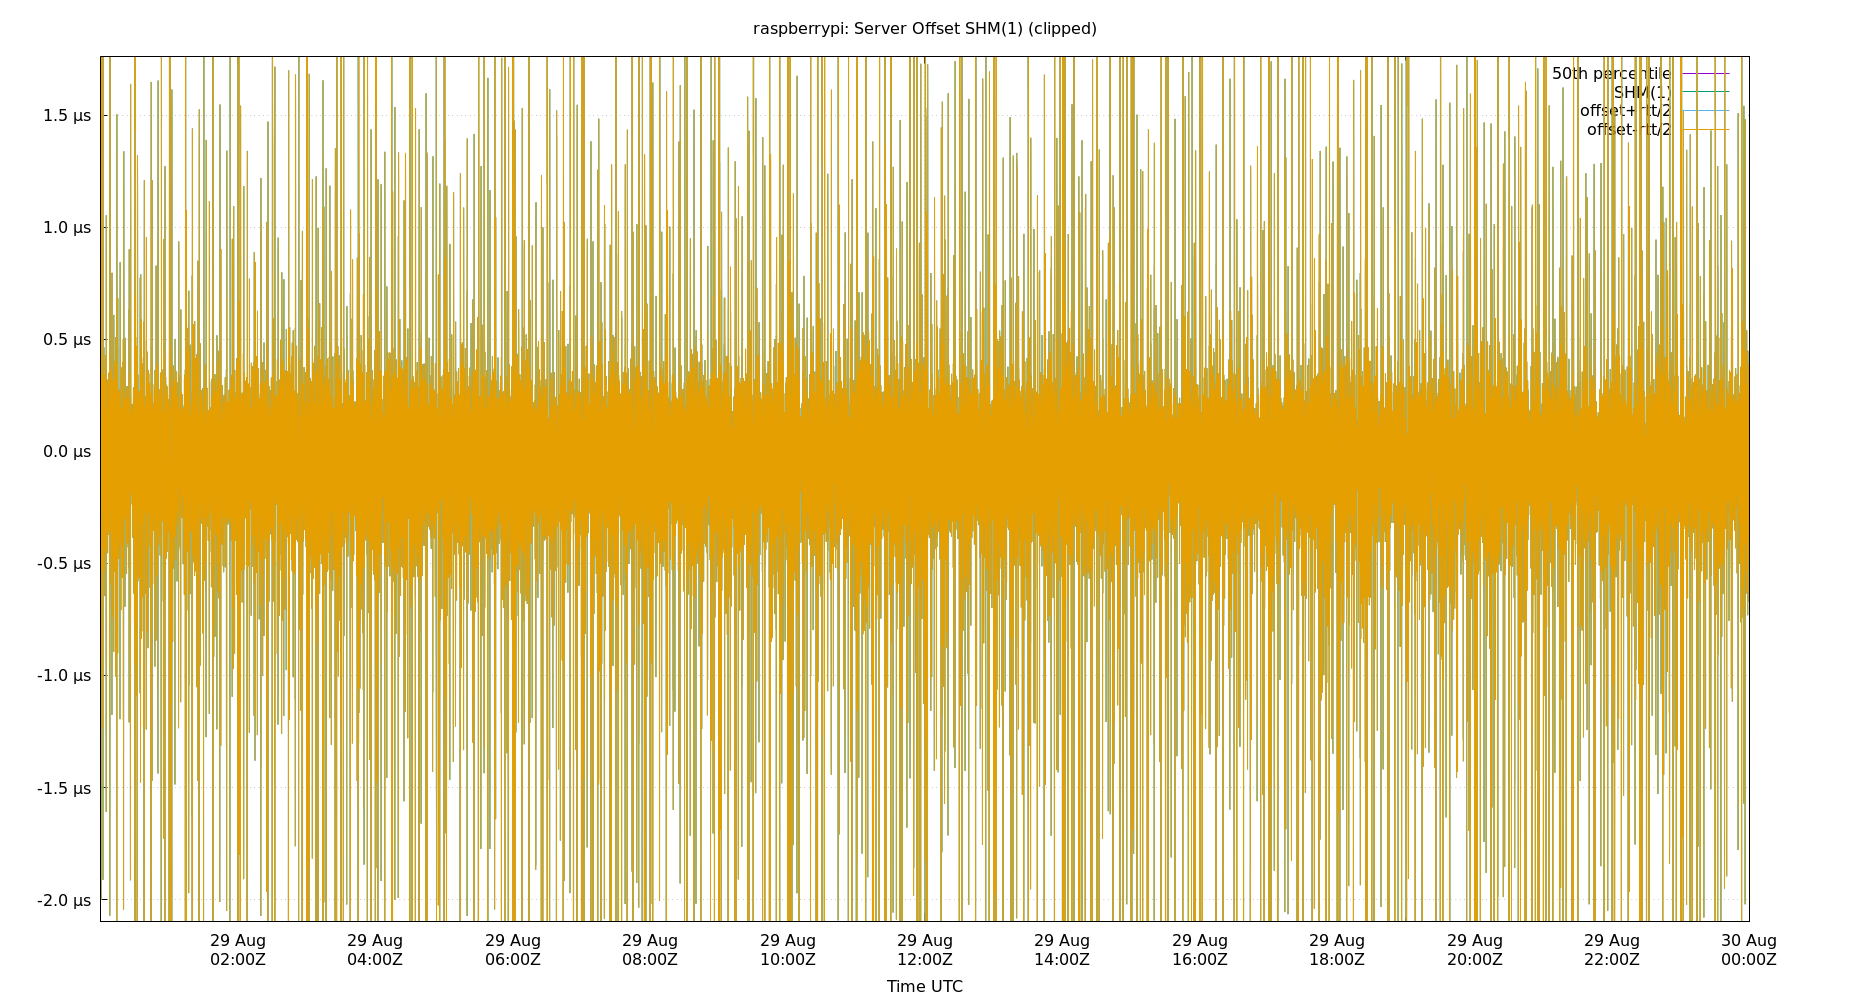 raspberrypi: Server Offset SHM(1) (clipped)
50th percentile
SHM(1)
offset+rtt/2
offset-rtt/2
1.5 µs
1.0 µs
0.5 µs
0.0 µs
-0.5 µs
-1.0 µs
-1.5 µs
-2.0 µs
29 Aug 29 Aug 29 Aug 29 Aug 29 Aug 29 Aug 29 Aug 29 Aug 29 Aug 29 Aug 29 Aug 30 Aug
02:00Z 04:00Z 06:00Z 08:00Z 10:00Z 12:00Z 14:00Z 16:00Z 18:00Z 20:00Z 22:00Z 00:00Z
Time UTC